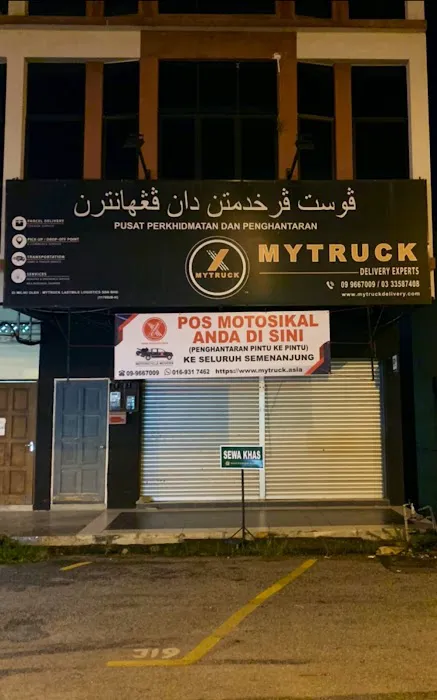 ڤوست ڤرخدمتن دان ڤڠهانترن
PUSAT PERKHIDMATAN DAN PENGHANTARAN
PARCEL DELIVERY
PICK UP / DROP-OFF POINT
TRANSPORTATION
SERVICES
MYTRUCK
MYTRUCK
DELIVERY EXPERTS
09 9667009 / 03 33587408
www.mytruckdelivery.com
POS MOTOSIKAL
ANDA DI SINI
(PENGHANTARAN PINTU KE PINTU)
KE SELURUH SEMENANJUNG
09-9667009 016-931 7462 https://www.mytruck.asia
SEWA KHAS
319